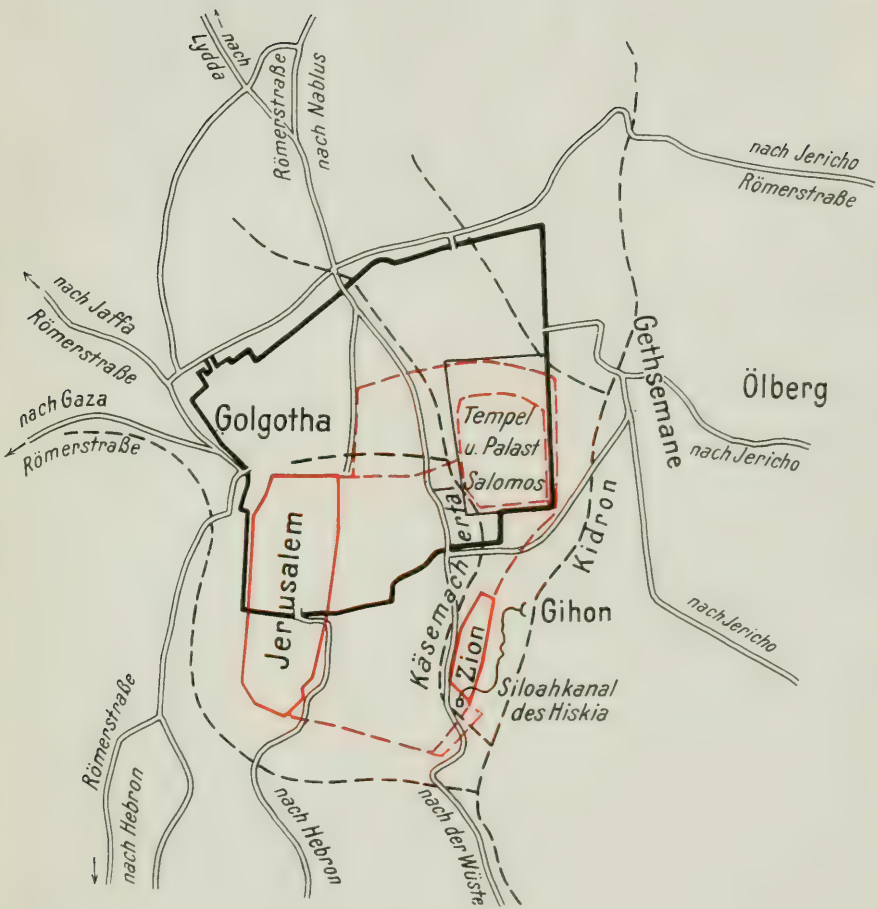 nach
Lydda
Römerstraße
nach Nablus
nach Jericho
Römerstraße
nach Jaffa
Römerstraße
nach Gaza
Römerstraße
Golgotha
Tempel
u. Palast
Salomos
Gethsemane
Ölberg
nach Jericho
Jerusalem
Käsemachertal
Kidron
Zion
Gihon
Siloahkanal
des Hiskia
nach Jericho
Römerstraße
nach Hebron
nach Hebron
nach der Wüste